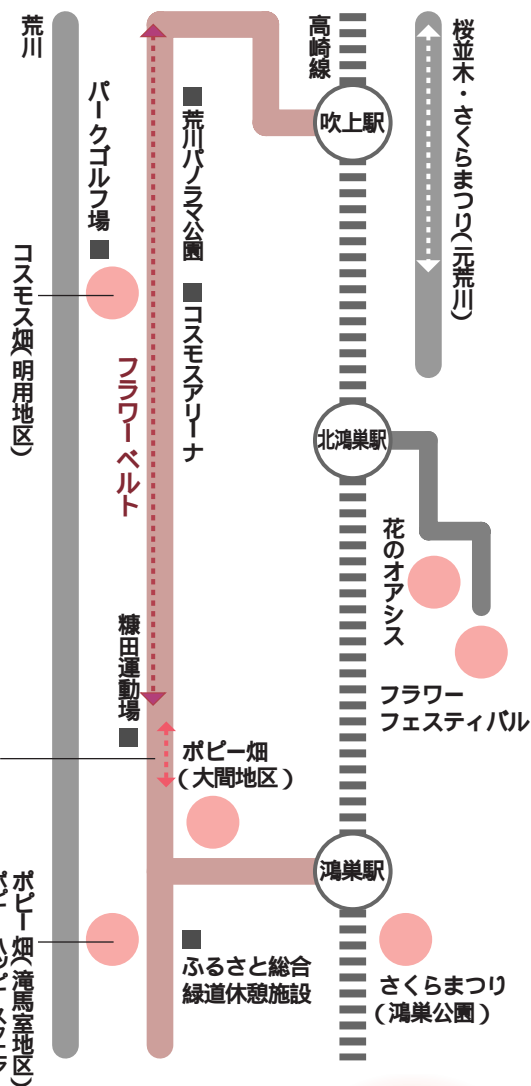 荒川
高崎線
桜並木・さくらまつり(元荒川)
吹上駅
パークゴルフ場
荒川パノラマ公園
コスモス畑(明用地区)
コスモスアリーナ
フラワーベルト
北鴻巣駅
花のオアシス
フラワー
フェスティバル
糠田運動場
ポピー畑
(大間地区)
鴻巣駅
ポピー畑(滝馬室地区)
ふるさと総合
緑道休憩施設
さくらまつり
(鴻巣公園)